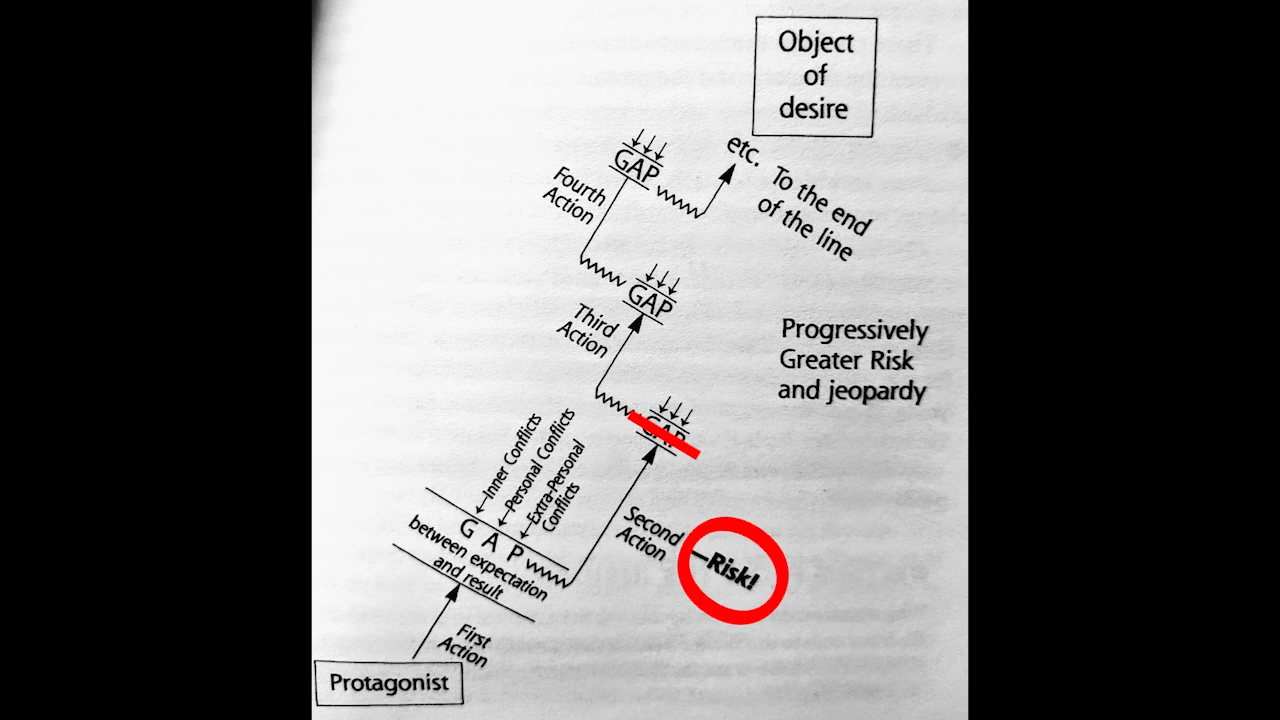 Object
of
desire
GAP
etc.
To the end
of the line
Fourth
Action
GAP
Third
Action
Progressively
Greater Risk
and jeopardy
GAP
Inner Conflicts
Personal Conflicts
Extra-Personal
Conflicts
GAP
between expectation
and result
Second
Action
—Risk!
First
Action
Protagonist